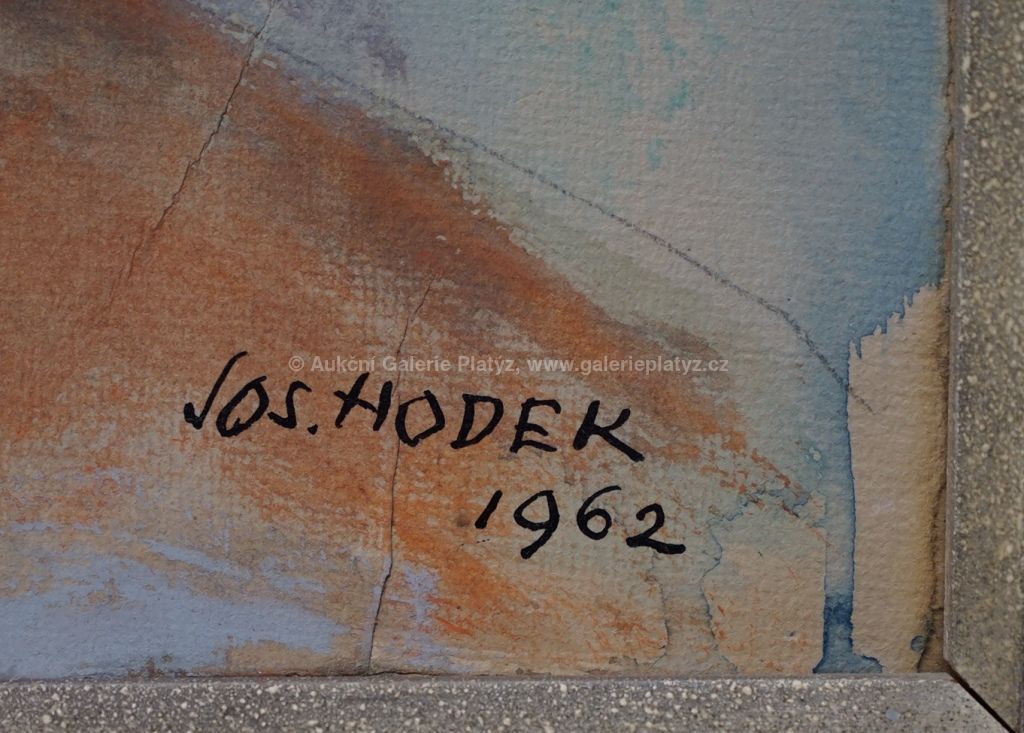 © Aukční Galerie Platýz, www.galerieplatyz.cz
JOS. HODEK
1962